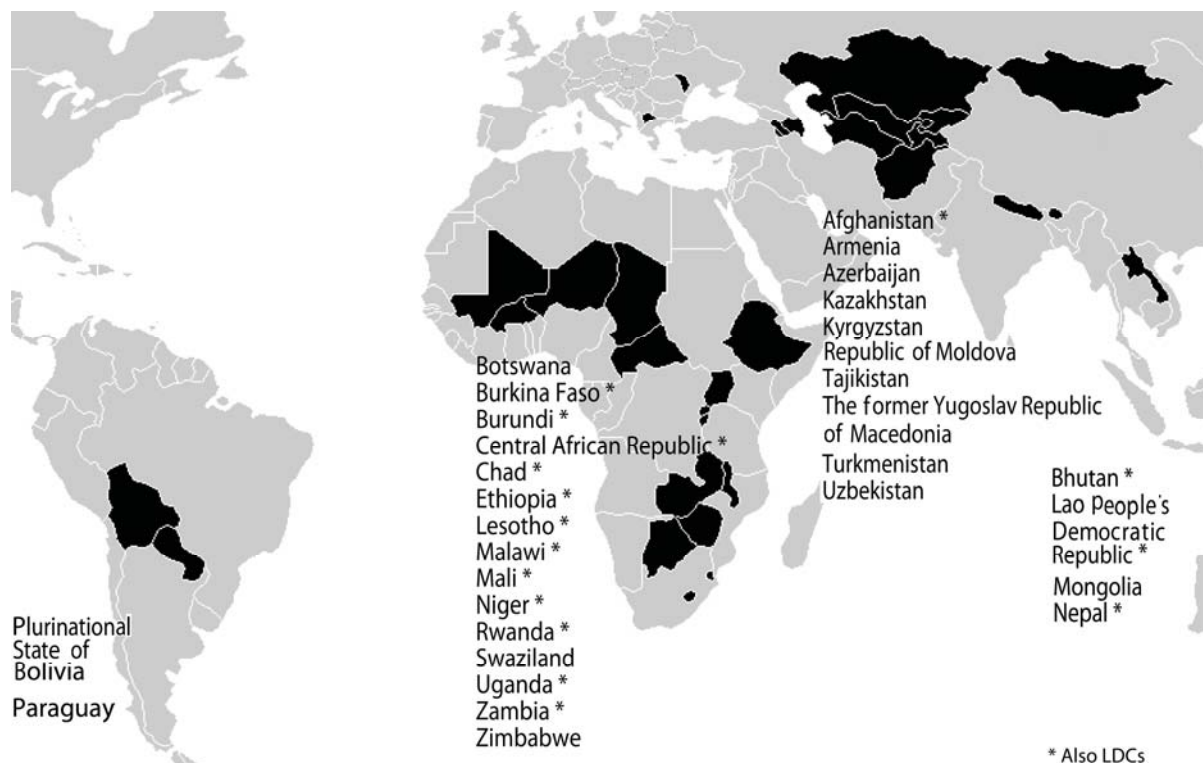 Plurinational
State of
Bolivia
Paraguay
Botswana
Burkina Faso *
Burundi *
Central African Republic *
Chad *
Ethiopia *
Lesotho *
Malawi *
Mali *
Niger *
Rwanda *
Swaziland
Uganda *
Zambia *
Zimbabwe
Afghanistan *
Armenia
Azerbaijan
Kazakhstan
Kyrgyzstan
Republic of Moldova
Tajikistan
The former Yugoslav Republic
of Macedonia
Turkmenistan
Uzbekistan
Bhutan *
Lao people's
Democratic
Republic *
Mongolia
Nepal *
* Also LDCs